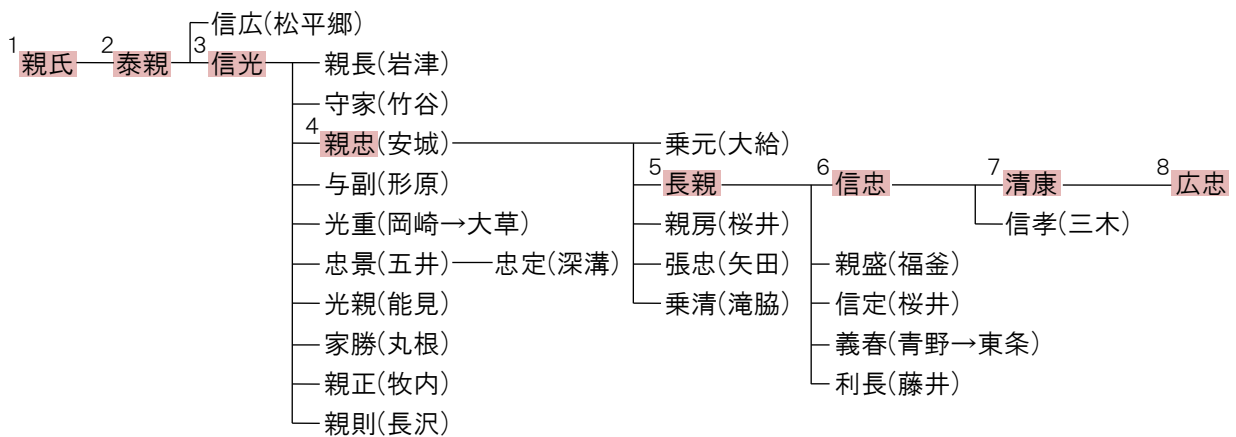 信広(松平郷)
1 親氏 2 泰親 3 信光 親長(岩津)
守家(竹谷)
4 親忠(安城) 乗元(大給)
与副(形原) 5 長親 6 信忠 7 清康 8 広忠
光重(岡崎→大草) 親房(桜井) 信孝(三木)
忠景(五井) 忠定(深溝) 張忠(矢田) 親盛(福釜)
光親(能見) 乗清(滝脇) 信定(桜井)
家勝(丸根) 義春(青野→東条)
親正(牧内) 利長(藤井)
親則(長沢)